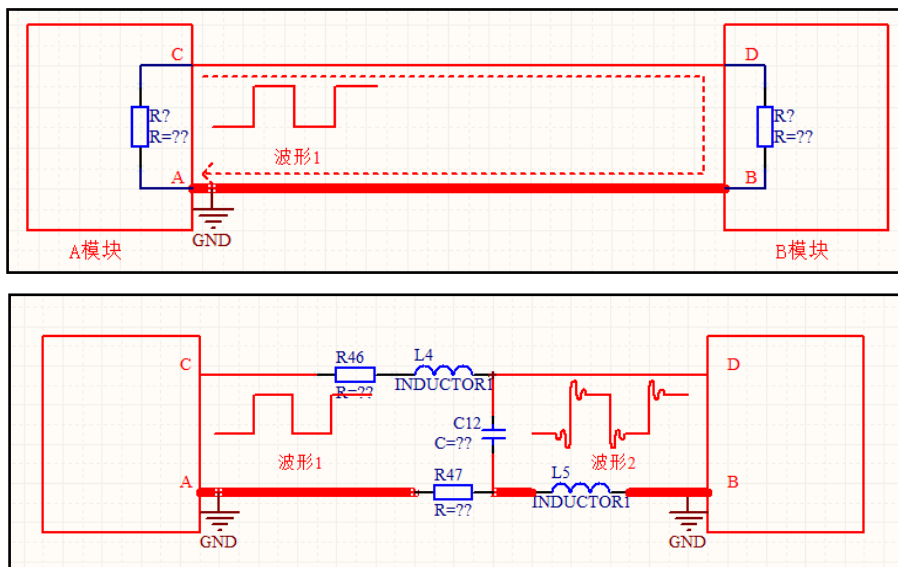 C
D
R?
R=??
R?
R=??
波形1
A
B
GND
A模块
B模块
R46
L4
C
D
R=??
INDUCTOR1
C12
C=??
波形1
波形2
R47
L5
A
B
R=??
INDUCTOR1
GND
GND